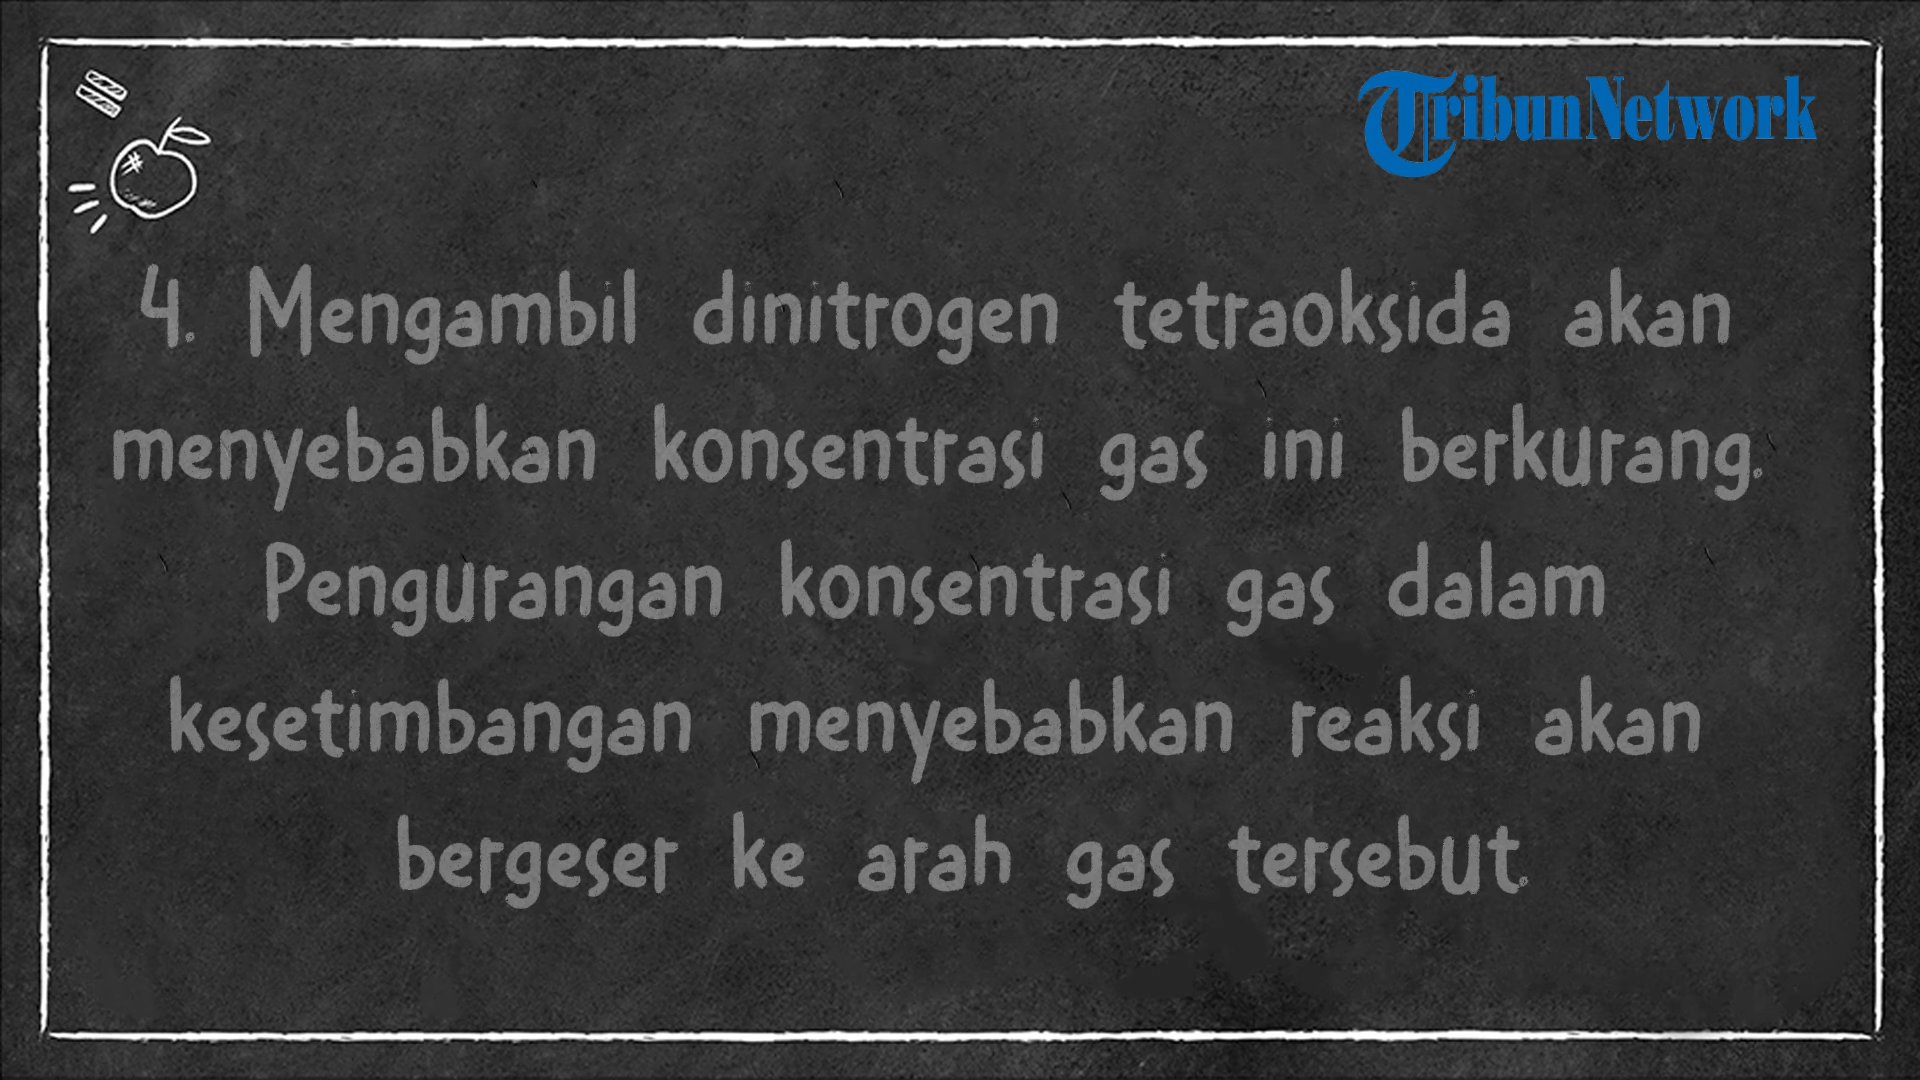 TribunNetwork
4. Mengambil dinitrogen tetraoksida akan
menyebabkan konsentrasi gas ini berkurang.
Pengurangan konsentrasi gas dalam
kesetimbangan menyebabkan reaksi akan
bergeser ke arah gas tersebut.